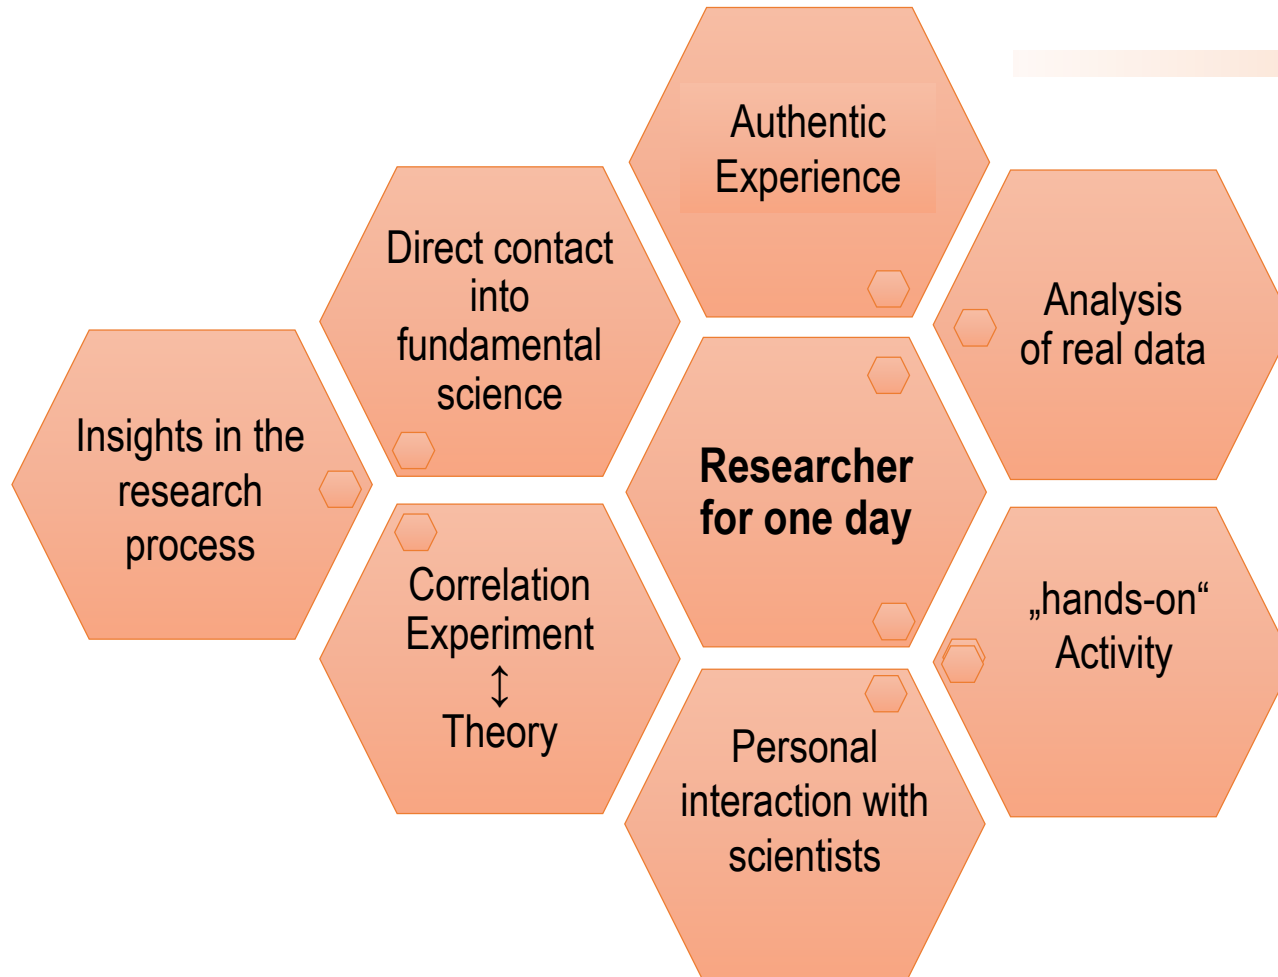 Authentic
Experience
Direct contact
into
fundamental
science
Analysis
of real data
Insights in the
research
process
Researcher
for one day
Correlation
Experiment
↕
Theory
„hands-on“
Activity
Personal
interaction with
scientists